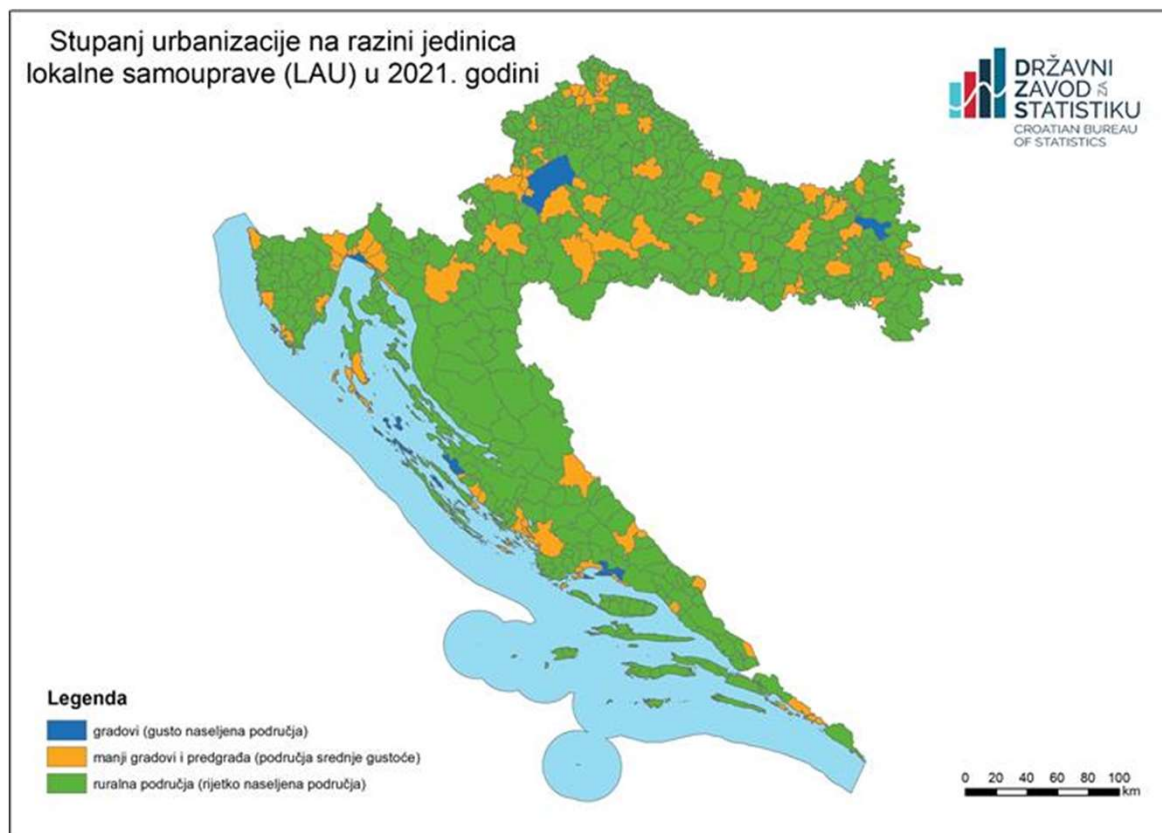 Stupanj urbanizacije na razini jedinica
lokalne samouprave (LAU) u 2021. godini
DRŽAVNI
ZAVOD ZA
STATISTIKU
CROATIAN BUREAU
OF STATISTICS
Legenda
gradovi (gusto naseljena područja)
manji gradovi i predgrađa (područja srednje gustoće)
ruralna područja (rijetko naseljena područja)
0 20 40 60 80 100
km